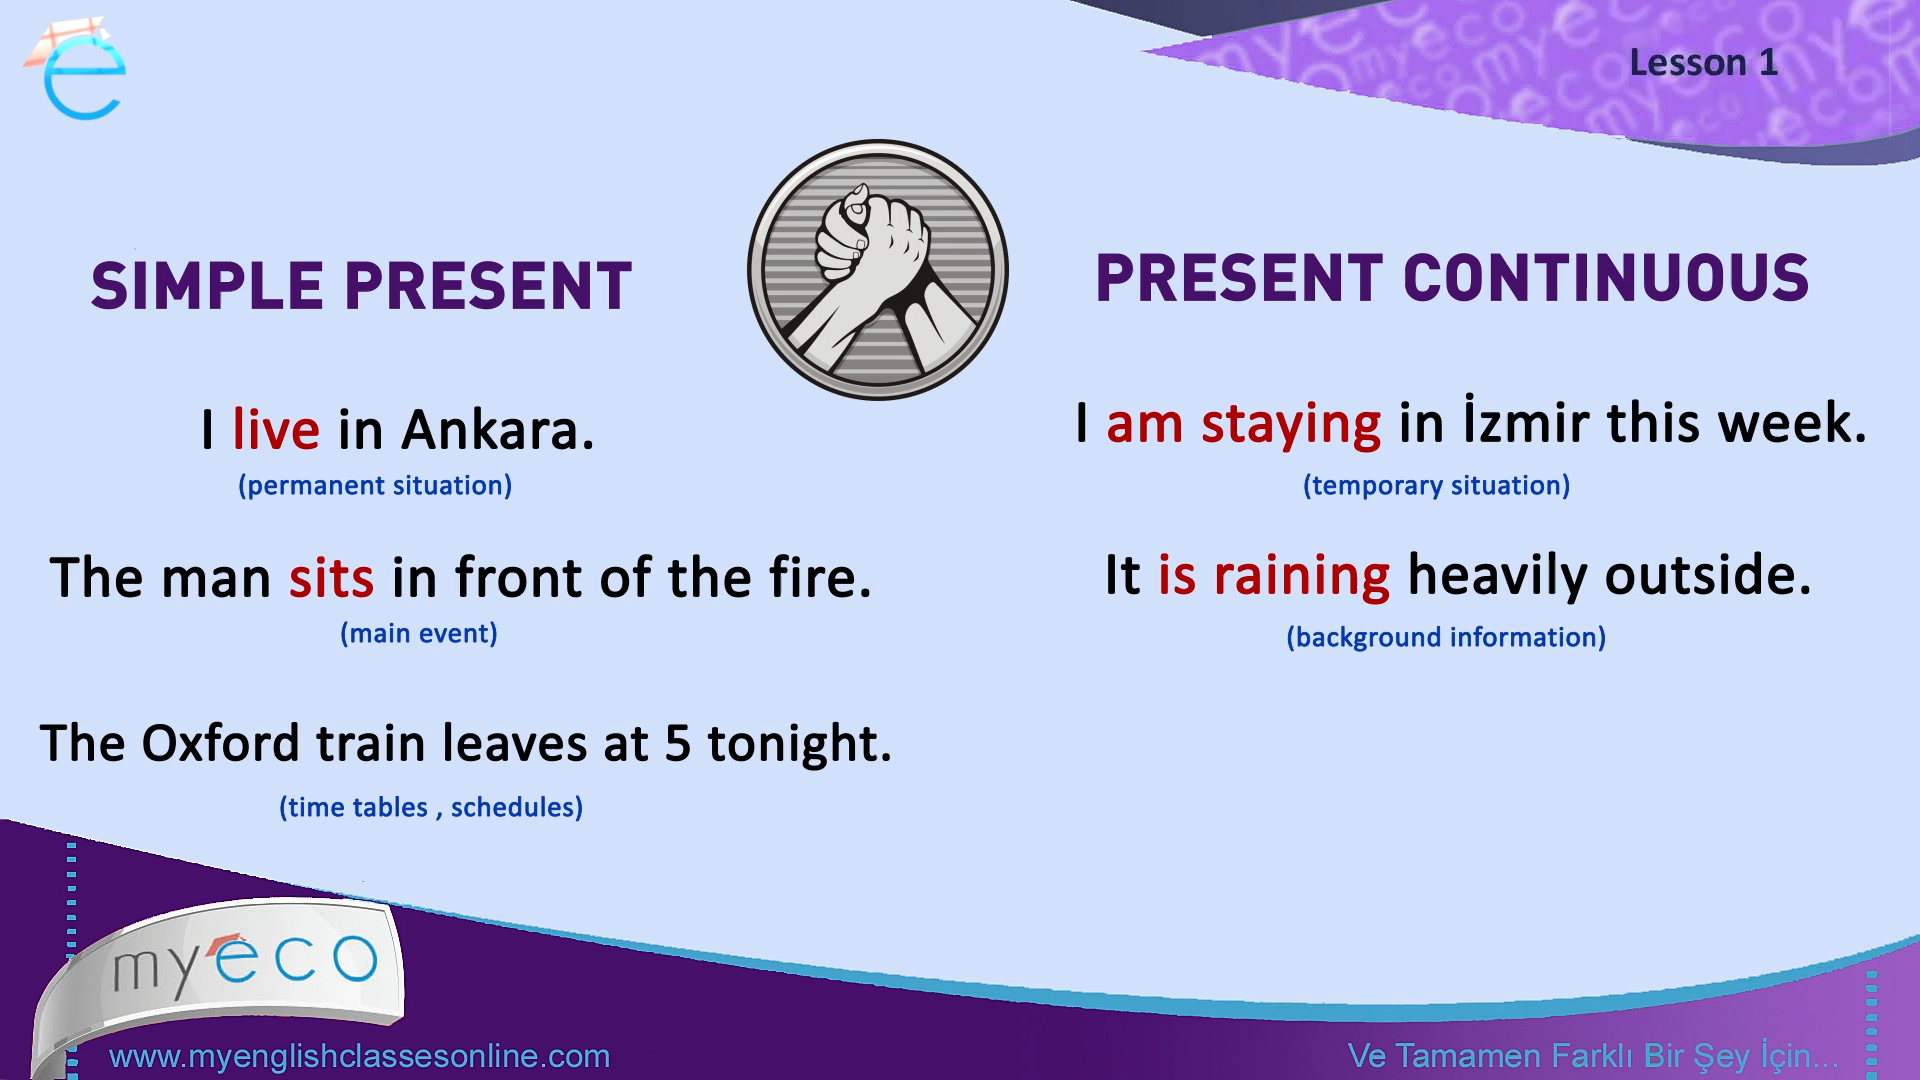 Lesson 1
SIMPLE PRESENT
I live in Ankara.
(permanent situation)
The man sits in front of the fire.
(main event)
The Oxford train leaves at 5 tonight.
(time tables , schedules)
PRESENT CONTINUOUS
I am staying in İzmir this week.
(temporary situation)
It is raining heavily outside.
(background information)
myeco
www.myenglishclassesonline.com
Ve Tamamen Farklı Bir Şey İçin...